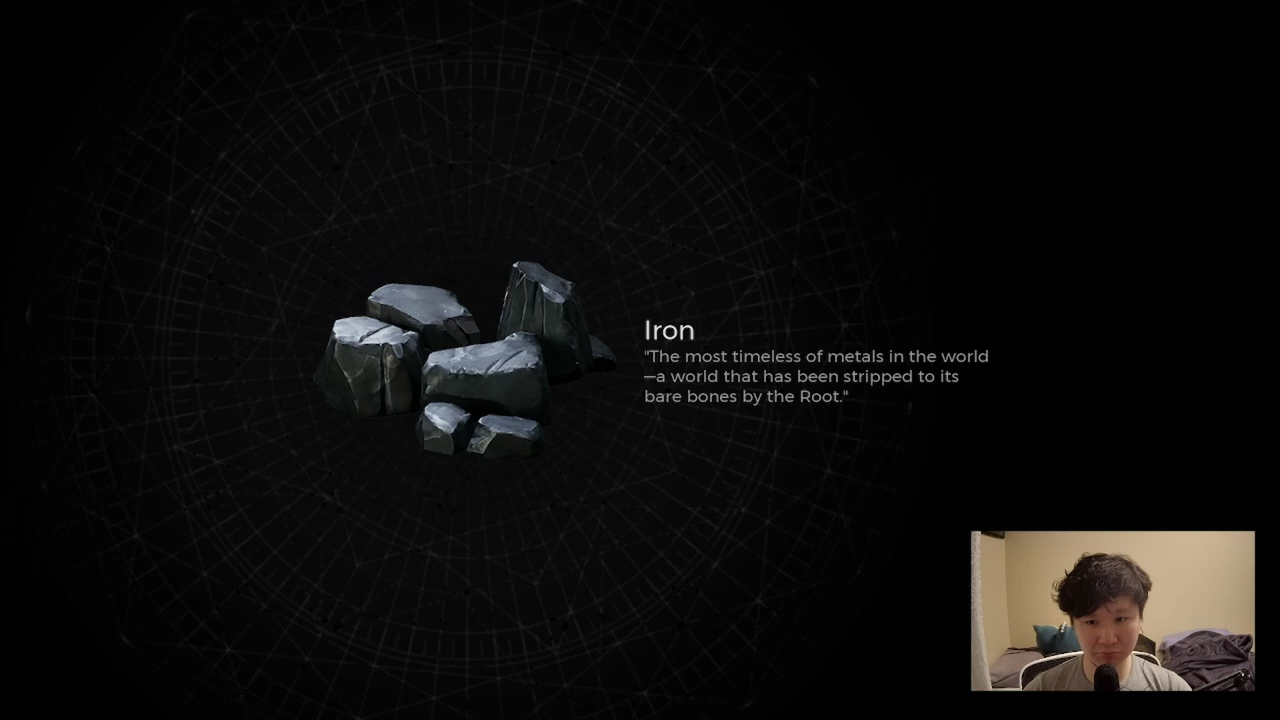 Iron
"The most timeless of metals in the world
—a world that has been stripped to its
bare bones by the Root."